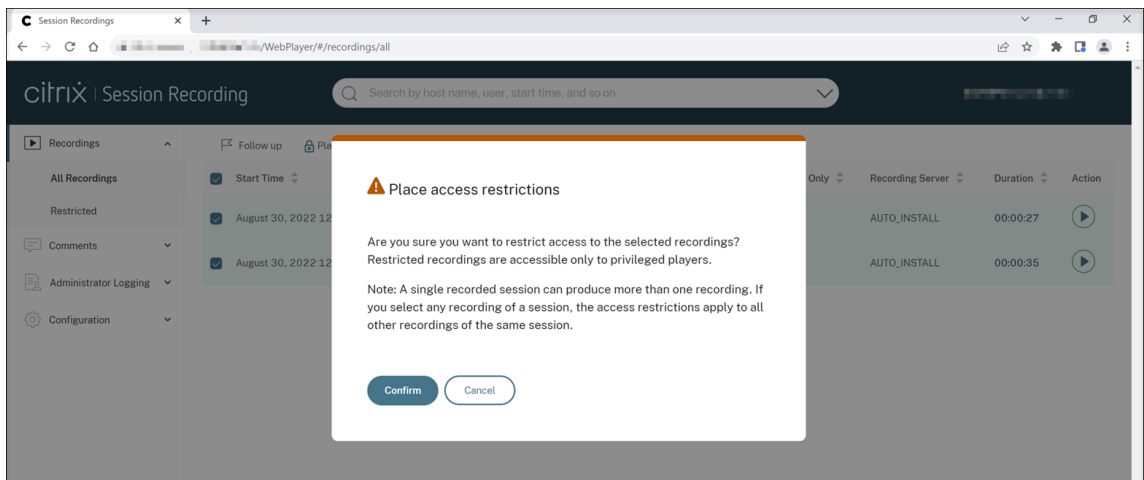 Session Recordings
/WebPlayer/#/recordings/all
citrix | Session Recording
Search by host name, user, start time, and so on
Recordings
Follow up
All Recordings
Start Time
Only
Recording Server
Duration
Action
Restricted
August 30, 2022 12
AUTO_INSTALL
00:00:27
Comments
August 30, 2022 12
AUTO_INSTALL
00:00:35
Administrator Logging
Configuration
Place access restrictions
Are you sure you want to restrict access to the selected recordings?
Restricted recordings are accessible only to privileged players.
Note: A single recorded session can produce more than one recording. If
you select any recording of a session, the access restrictions apply to all
other recordings of the same session.
Confirm
Cancel